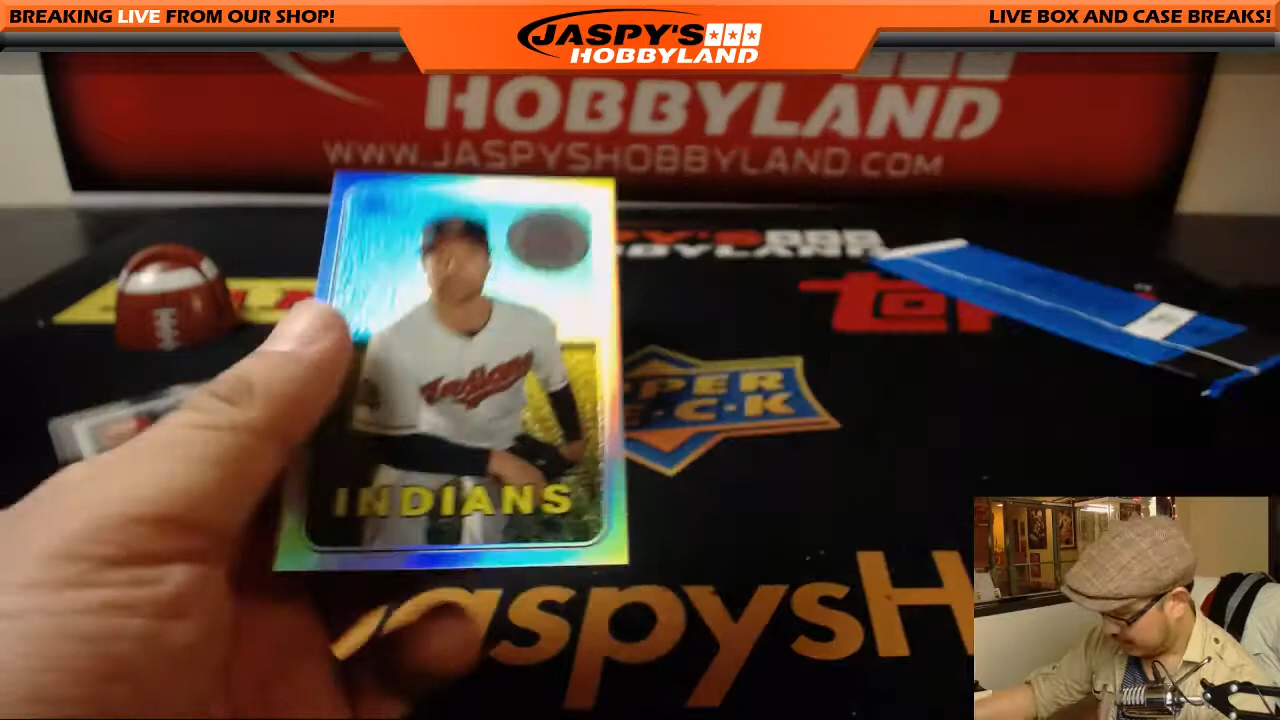 BREAKING LIVE FROM OUR SHOP!
JASPY'S
HOBBYLAND
LIVE BOX AND CASE BREAKS!
HOBBYLAND
WWW.JASPYSHOBBYLAND.COM
Indians
INDIANS
jaspysH